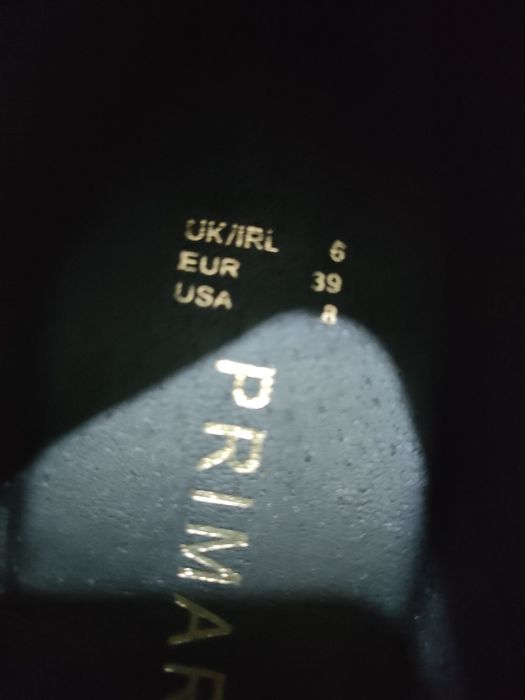 UK/IRL 6
EUR 39
USA 8
PRIMAR